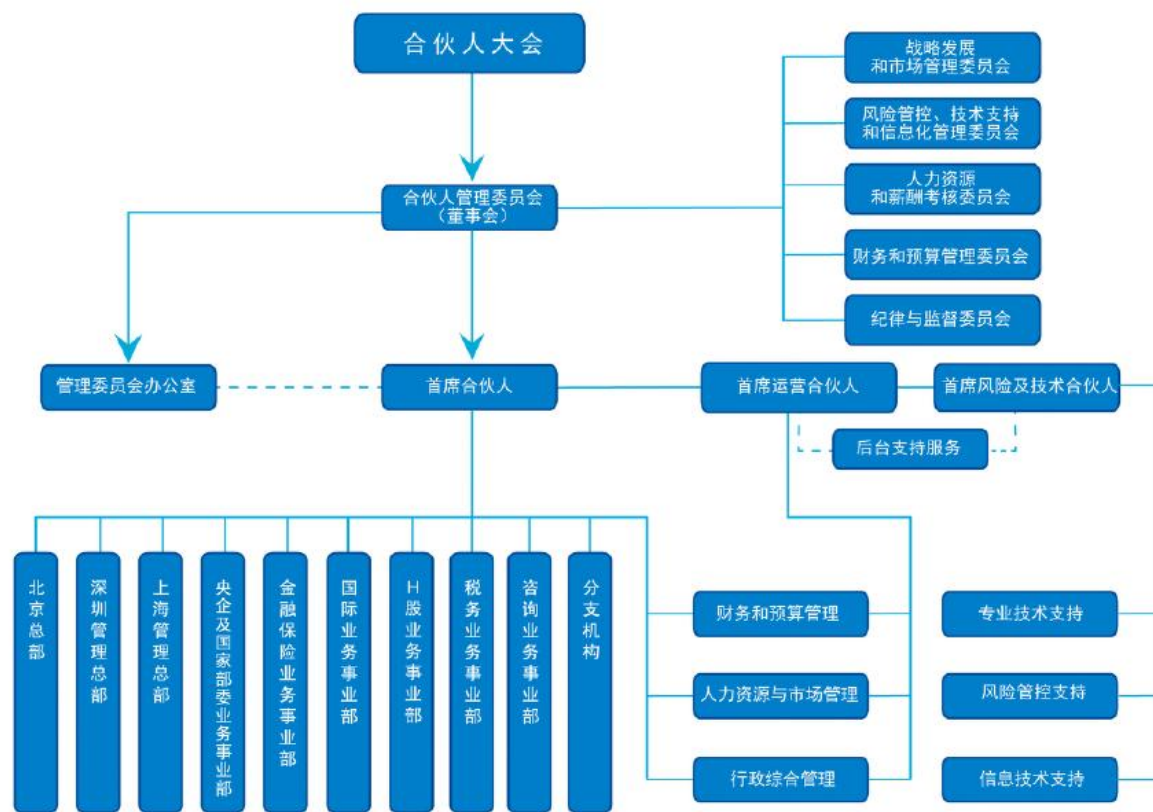 合伙人大会
战略发展
和市场管理委员会
风险管控、技术支持
和信息化管理委员会
人力资源
和薪酬考核委员会
财务和预算管理委员会
纪律与监督委员会
合伙人管理委员会
（董事会）
管理委员会办公室
首席合伙人
首席运营合伙人
首席风险及技术合伙人
后台支持服务
北京总部
深圳管理总部
上海管理总部
央企及国家部委业务事业部
金融保险业务事业部
国际业务事业部
H股业务事业部
税务业务事业部
咨询业务事业部
分支机构
财务和预算管理
人力资源与市场管理
行政综合管理
专业技术支持
风险管控支持
信息技术支持